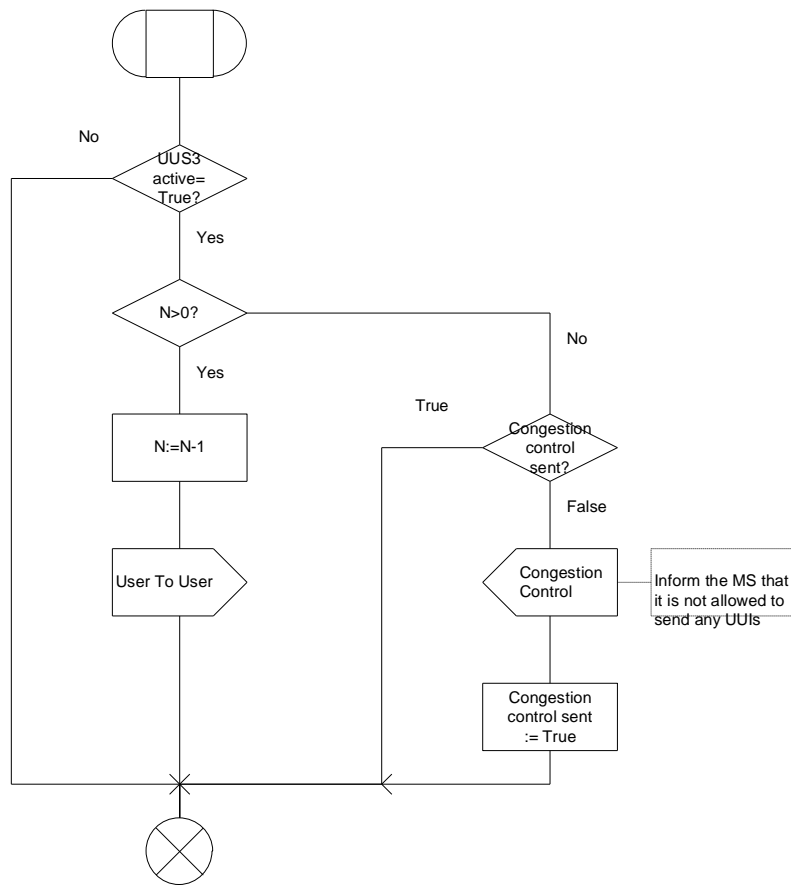 No
UUS3
active=
True?
Yes
N>0?
No
Yes
True
N:=N-1
Congestion
control
sent?
False
User To User
Congestion
Control
Inform the MS that
it is not allowed to
send any UUIs
Congestion
control sent
:= True